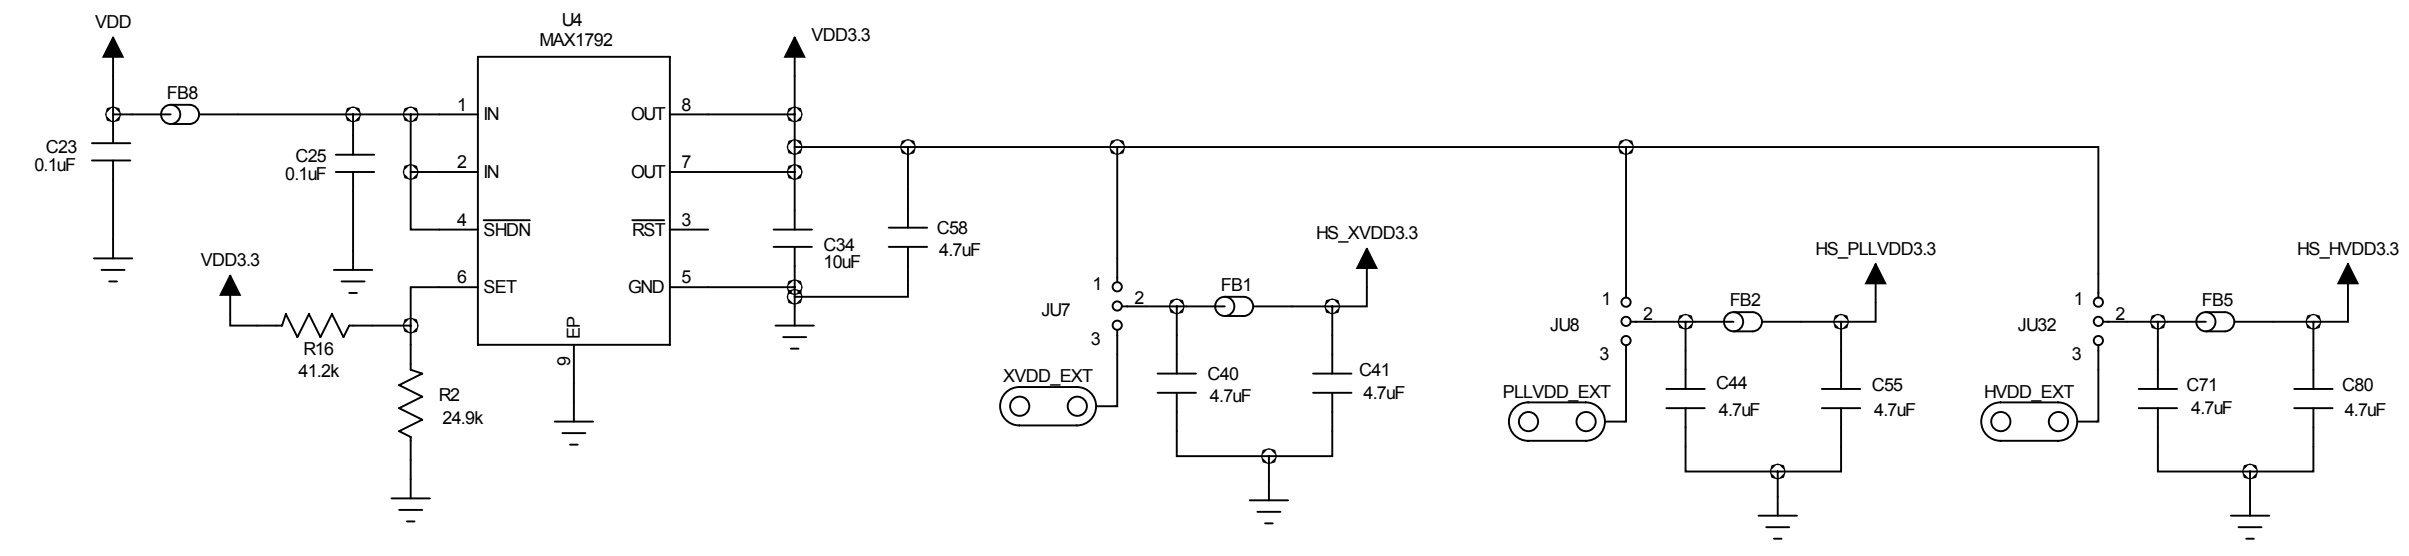 VDD
FB8
C23
0.1uF
C25
0.1uF
U4
MAX1792
1
IN
2
IN
4
SHDN
6
SET
8
OUT
7
OUT
3
RST
5
GND
EP
9
VDD3.3
R16
41.2k
R2
24.9k
VDD3.3
C34
10uF
C58
4.7uF
JU7
1
2
3
XVDD_EXT
FB1
HS_XVDD3.3
C40
4.7uF
C41
4.7uF
JU8
1
2
3
PLLVDD_EXT
FB2
HS_PLLVDD3.3
C44
4.7uF
C55
4.7uF
JU32
1
2
3
HVDD_EXT
FB5
HS_HVDD3.3
C71
4.7uF
C80
4.7uF